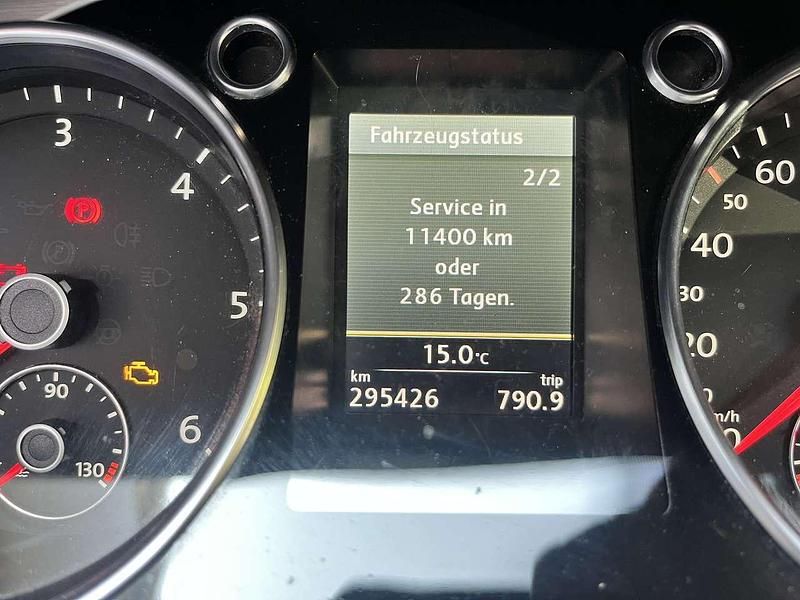 Fahrzeugstatus
2/2
Service in
11400 km
oder
286 Tagen.
15.0°C
km trip
295426 790.9
3
4
5
6
90
130
60
50
40
30
20